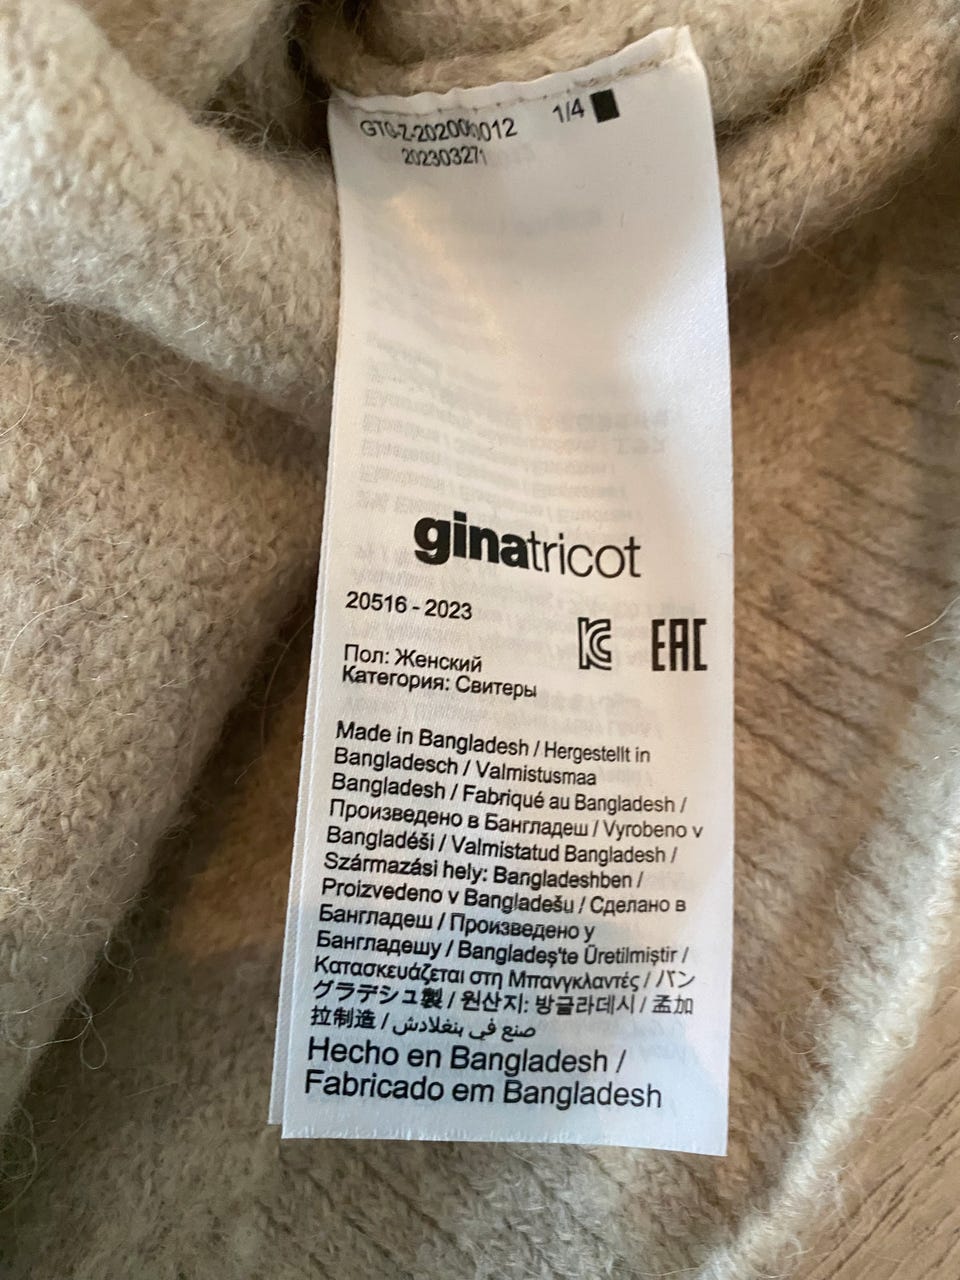 GTC-Z-202000012 1/4
202303271
ginatricot
20516 - 2023
EAC
Пол: Женский
Категория: Свитеры
Made in Bangladesh / Hergestellt in
Bangladesch / Valmistusmaa
Bangladesh / Fabriqué au Bangladesh /
Произведено в Бангладеш / Vyrobeno v
Bangladéši / Valmistatud Bangladesh /
Származási hely: Bangladeshben /
Proizvedeno v Bangladešu / Сделано в
Бангладеш / Произведено у
Бангладешу / Bangladeş'te Üretilmiştir /
Κατασκευάζεται στη Μπανγκλαντές / バン
グラデシュ製 / 원산지: 방글라데시 / 孟加
拉制造 / صنع في بنغلادش
Hecho en Bangladesh /
Fabricado em Bangladesh